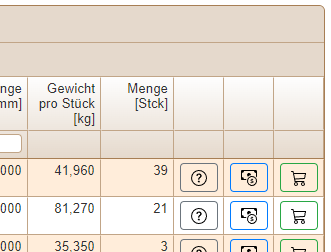 nge Gewicht Menge
mm] pro Stück [Stck]
[kg]
000 41,960 39
000 81,270 21
000 35,350 3